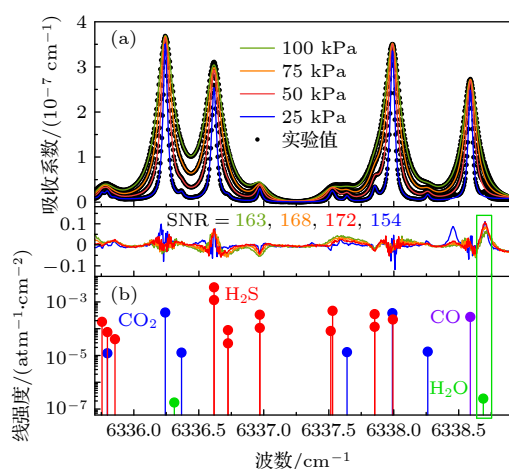 (a)
100 kPa
75 kPa
50 kPa
25 kPa
实验值
吸收系数/(10⁻⁷ cm⁻¹)
4
3
2
1
0
SNR = 163, 168, 172, 154
0.1
0
−0.1
(b)
H₂S
CO₂
CO
H₂O
线强度/(atm⁻¹·cm⁻²)
10⁻³
10⁻⁵
10⁻⁷
6336.0 6336.5 6337.0 6337.5 6338.0 6338.5
波数/cm⁻¹